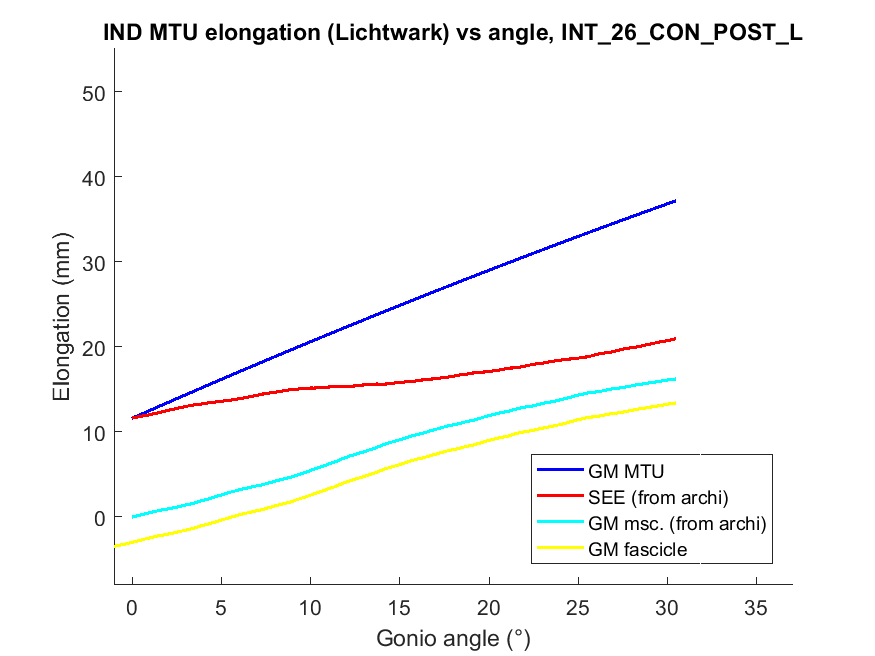 IND MTU elongation (Lichtwark) vs angle, INT_26_CON_POST_L
50
40
30
20
10
0
Elongation (mm)
GM MTU
SEE (from archi)
GM msc. (from archi)
GM fascicle
0 5 10 15 20 25 30 35
Gonio angle (°)